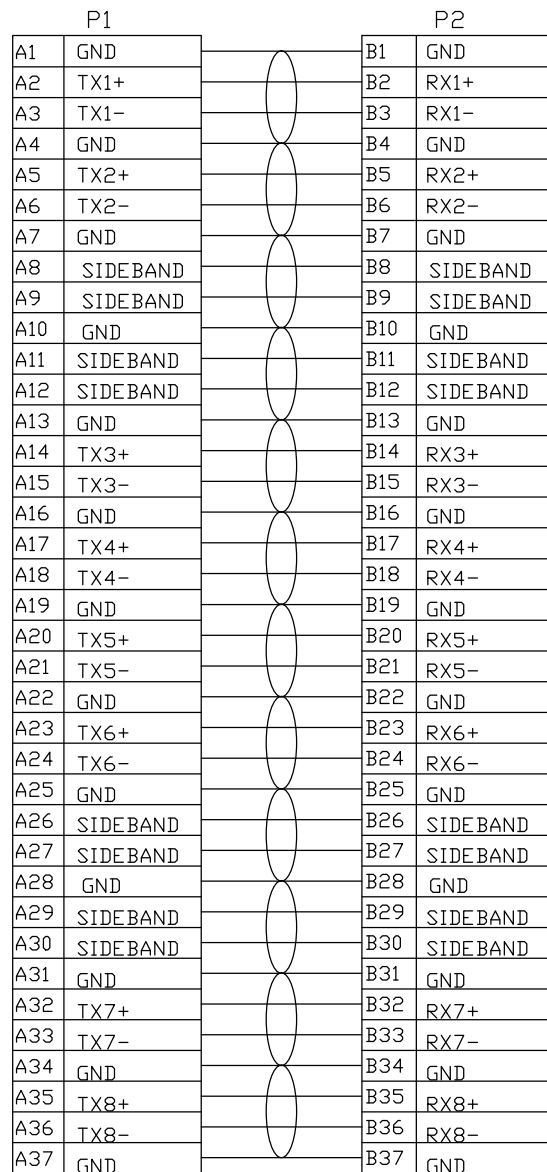 P1 P2
A1 GND B1 GND
A2 TX1+ B2 RX1+
A3 TX1- B3 RX1-
A4 GND B4 GND
A5 TX2+ B5 RX2+
A6 TX2- B6 RX2-
A7 GND B7 GND
A8 SIDEBAND B8 SIDEBAND
A9 SIDEBAND B9 SIDEBAND
A10 GND B10 GND
A11 SIDEBAND B11 SIDEBAND
A12 SIDEBAND B12 SIDEBAND
A13 GND B13 GND
A14 TX3+ B14 RX3+
A15 TX3- B15 RX3-
A16 GND B16 GND
A17 TX4+ B17 RX4+
A18 TX4- B18 RX4-
A19 GND B19 GND
A20 TX5+ B20 RX5+
A21 TX5- B21 RX5-
A22 GND B22 GND
A23 TX6+ B23 RX6+
A24 TX6- B24 RX6-
A25 GND B25 GND
A26 SIDEBAND B26 SIDEBAND
A27 SIDEBAND B27 SIDEBAND
A28 GND B28 GND
A29 SIDEBAND B29 SIDEBAND
A30 SIDEBAND B30 SIDEBAND
A31 GND B31 GND
A32 TX7+ B32 RX7+
A33 TX7- B33 RX7-
A34 GND B34 GND
A35 TX8+ B35 RX8+
A36 TX8- B36 RX8-
A37 GND B37 GND